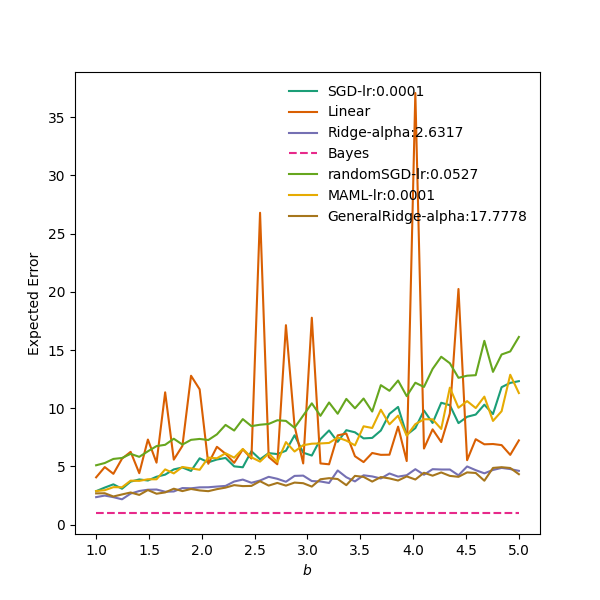 SGD-lr:0.0001
Linear
Ridge-alpha:2.6317
Bayes
randomSGD-lr:0.0527
MAML-lr:0.0001
GeneralRidge-alpha:17.7778
Expected Error
35
30
25
20
15
10
5
0
1.0 1.5 2.0 2.5 3.0 3.5 4.0 4.5 5.0
b